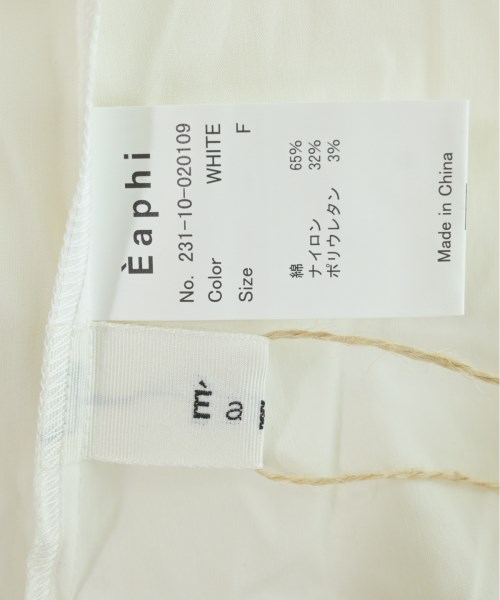 Èaphi
No. 231-10-020109
Color WHITE
Size F
綿 65%
ナイロン 32%
ポリウレタン 3%
Made in China